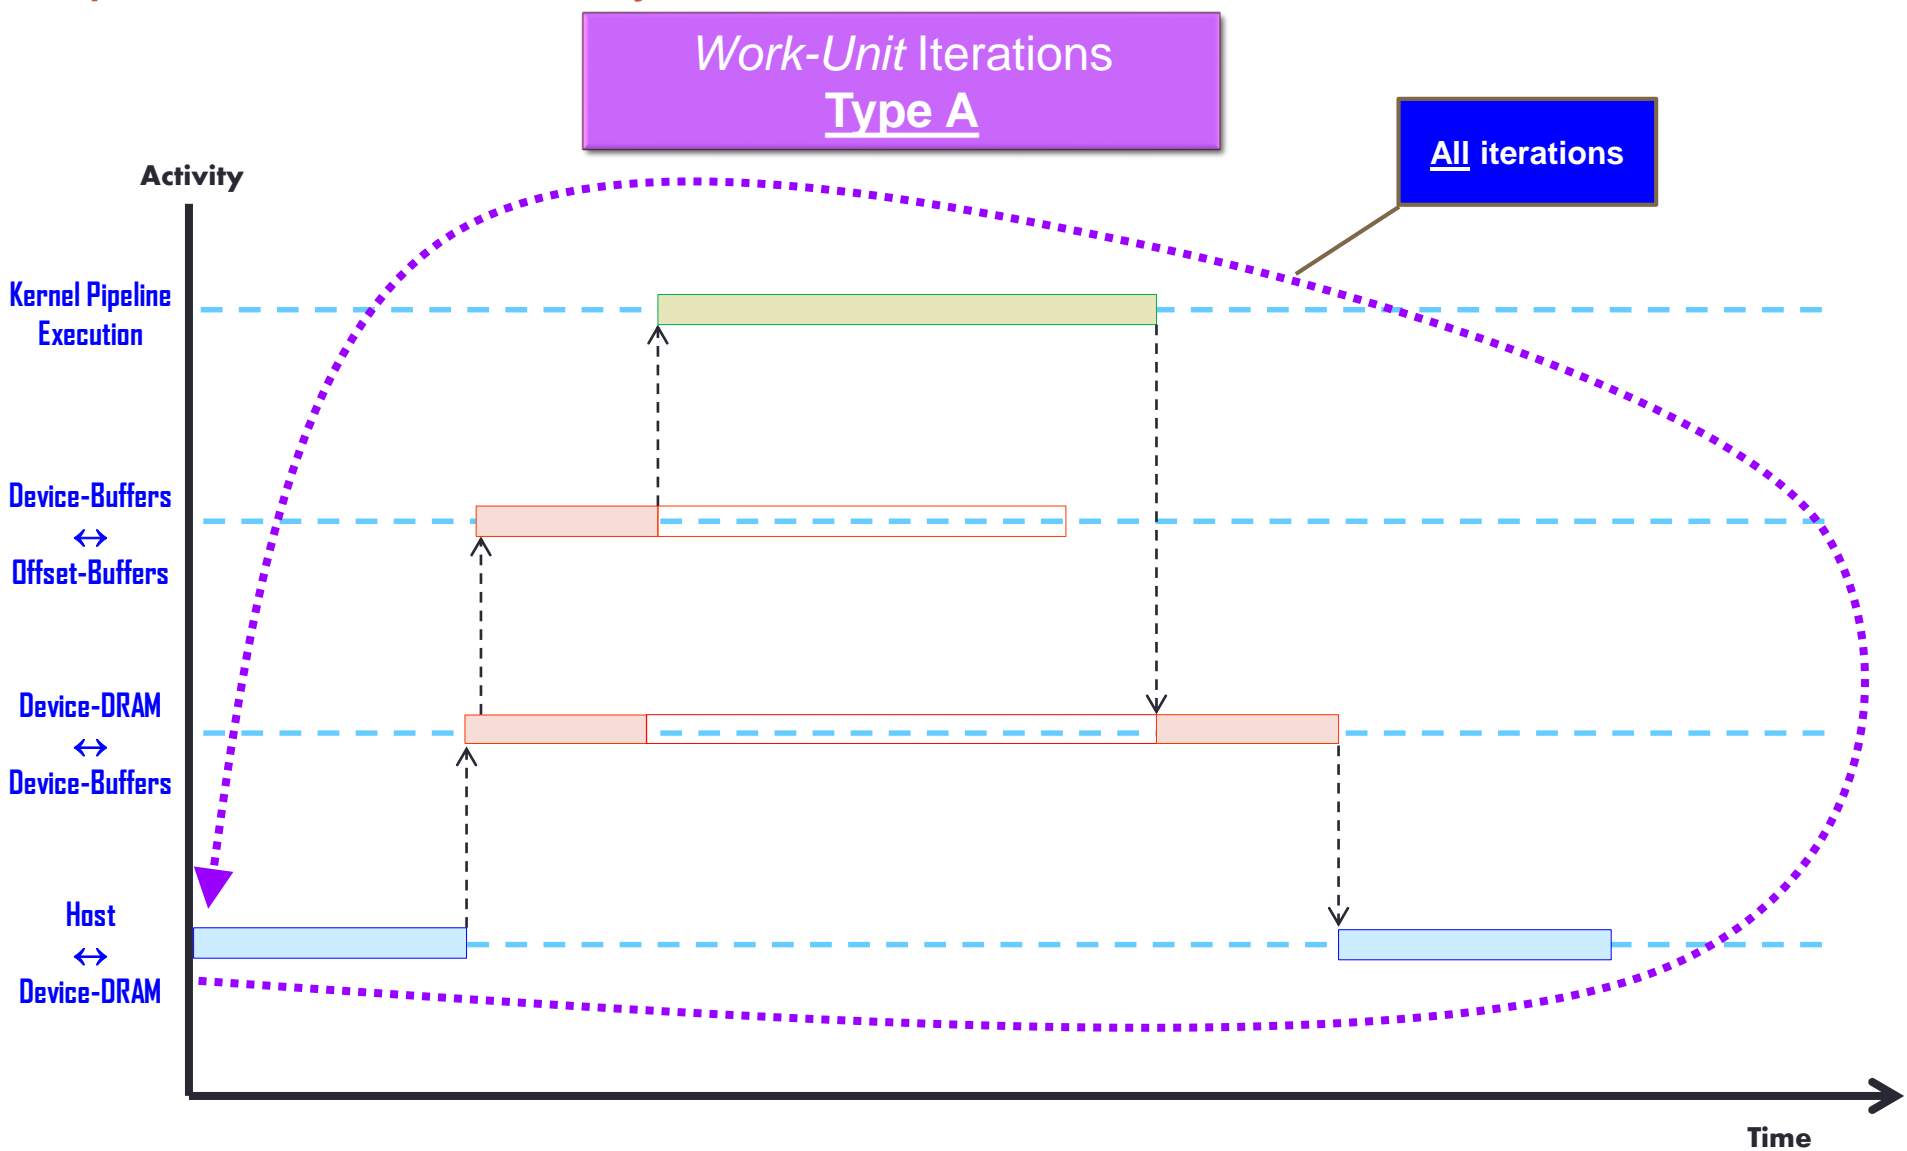 Work-Unit Iterations
Type A
All iterations
Activity
Kernel Pipeline
Execution
Device-Buffers
↔
Offset-Buffers
Device-DRAM
↔
Device-Buffers
Host
↔
Device-DRAM
Time